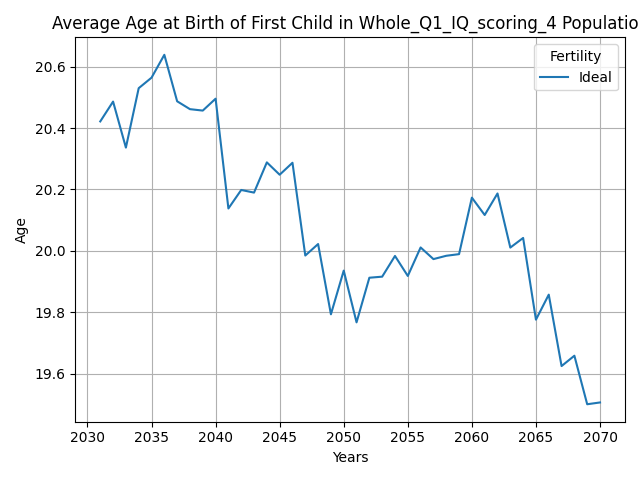 Average Age at Birth of First Child in Whole_Q1_IQ_scoring_4 Populatio
Fertility
Ideal
20.6
20.4
20.2
20.0
19.8
19.6
Age
2030 2035 2040 2045 2050 2055 2060 2065 2070
Years